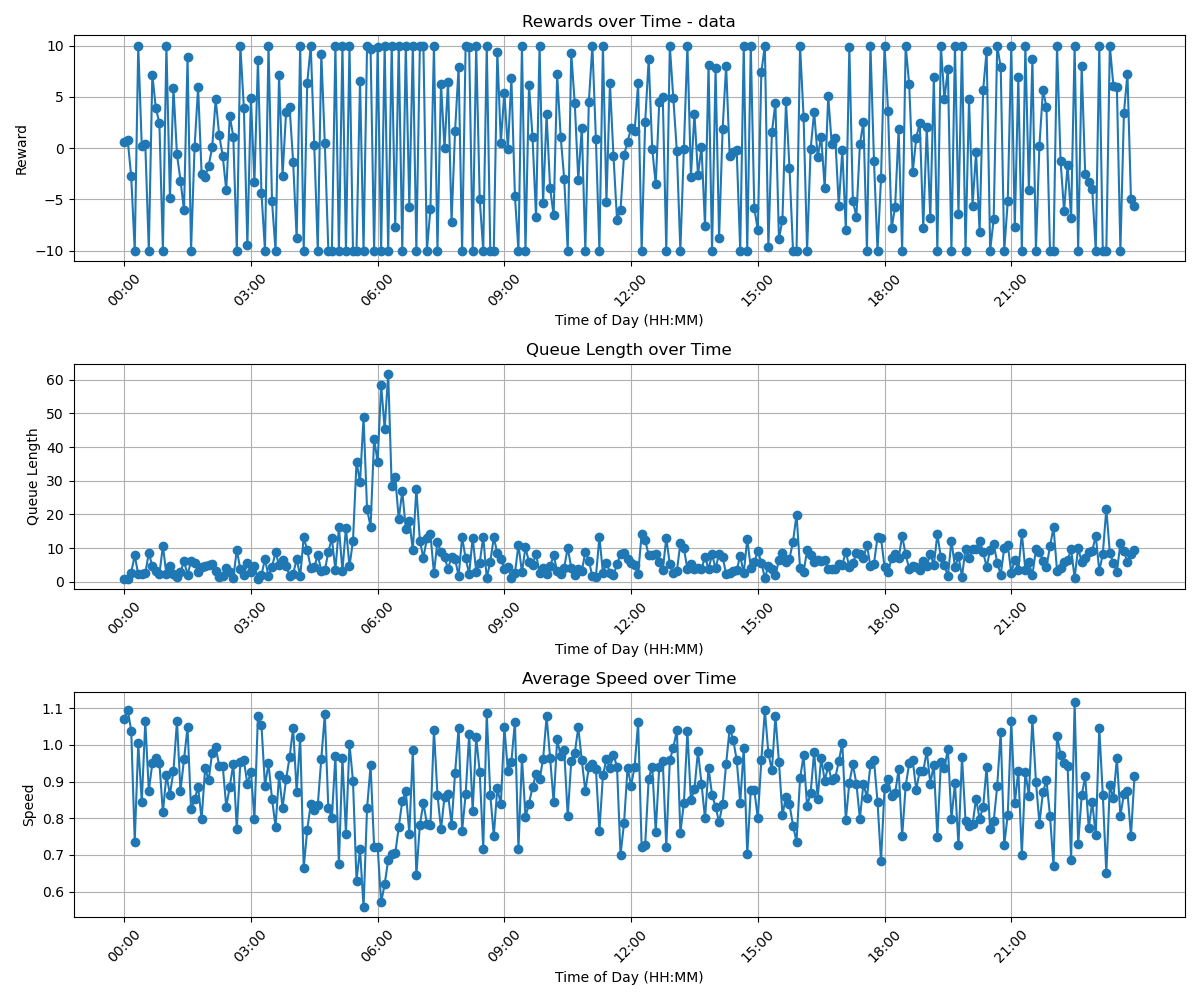 Rewards over Time - data
10
5
0
−5
−10
Reward
00:00 03:00 06:00 09:00 12:00 15:00 18:00 21:00
Time of Day (HH:MM)
Queue Length over Time
60
50
40
30
20
10
0
Queue Length
00:00 03:00 06:00 09:00 12:00 15:00 18:00 21:00
Time of Day (HH:MM)
Average Speed over Time
1.1
1.0
0.9
0.8
0.7
0.6
Speed
00:00 03:00 06:00 09:00 12:00 15:00 18:00 21:00
Time of Day (HH:MM)